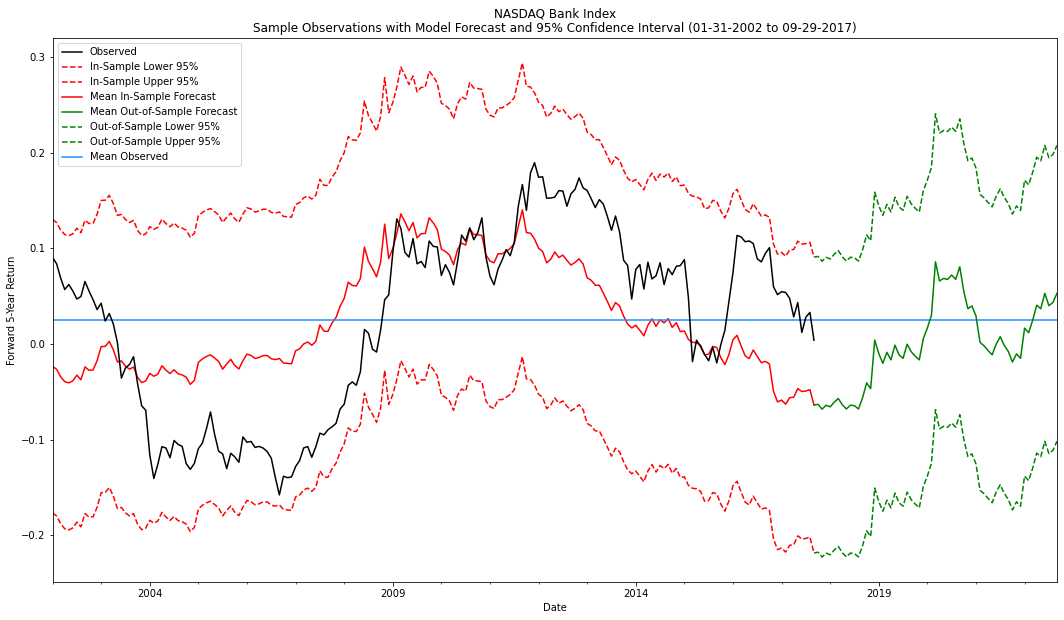 NASDAQ Bank Index
Sample Observations with Model Forecast and 95% Confidence Interval (01-31-2002 to 09-29-2017)
Observed
In-Sample Lower 95%
In-Sample Upper 95%
Mean In-Sample Forecast
Mean Out-of-Sample Forecast
Out-of-Sample Lower 95%
Out-of-Sample Upper 95%
Mean Observed
Forward 5-Year Return
0.3
0.2
0.1
0.0
−0.1
−0.2
2004
2009
2014
2019
Date